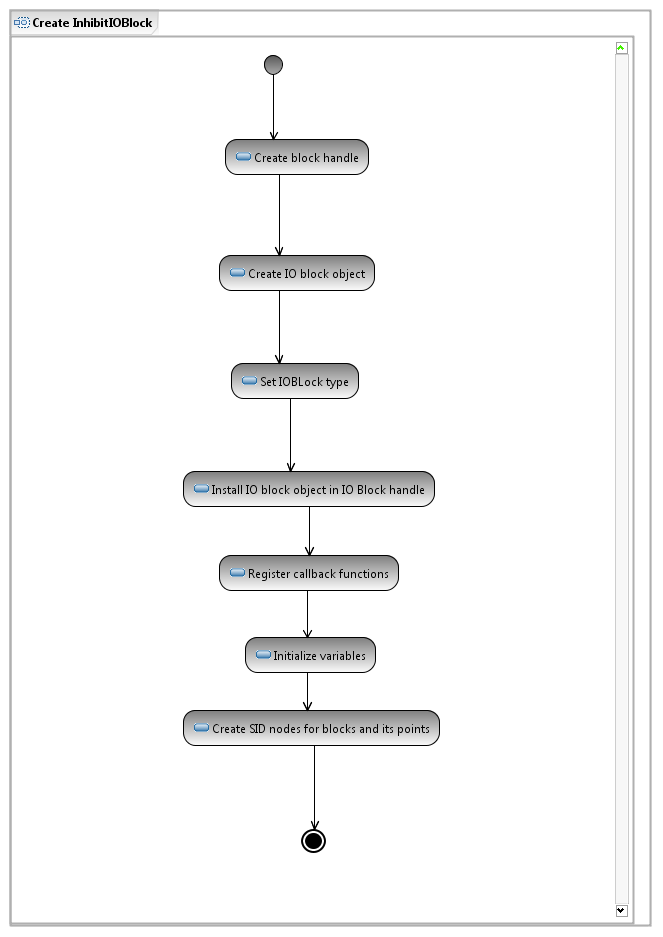 Create InhibitIOBlock
Create block handle
Create IO block object
Set IOBLock type
Install IO block object in IO Block handle
Register callback functions
Initialize variables
Create SID nodes for blocks and its points